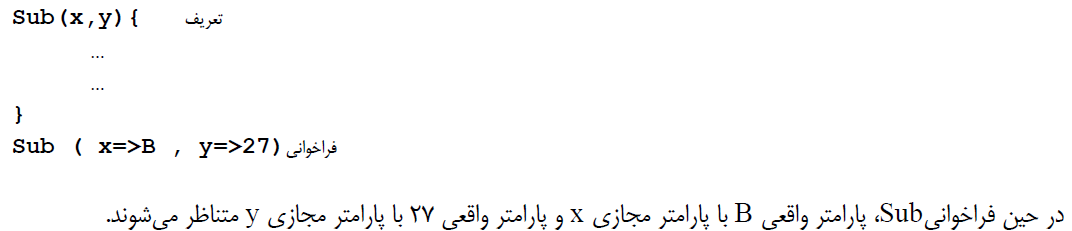 Sub(x,y){ تعریف
...
...
}
Sub ( x=>B , y=>27) فراخوانی
در حین فراخوانیSub، پارامتر واقعی B با پارامتر مجازی x و پارامتر واقعی ۲۷ با پارامتر مجازی y متناظر می‌شوند.